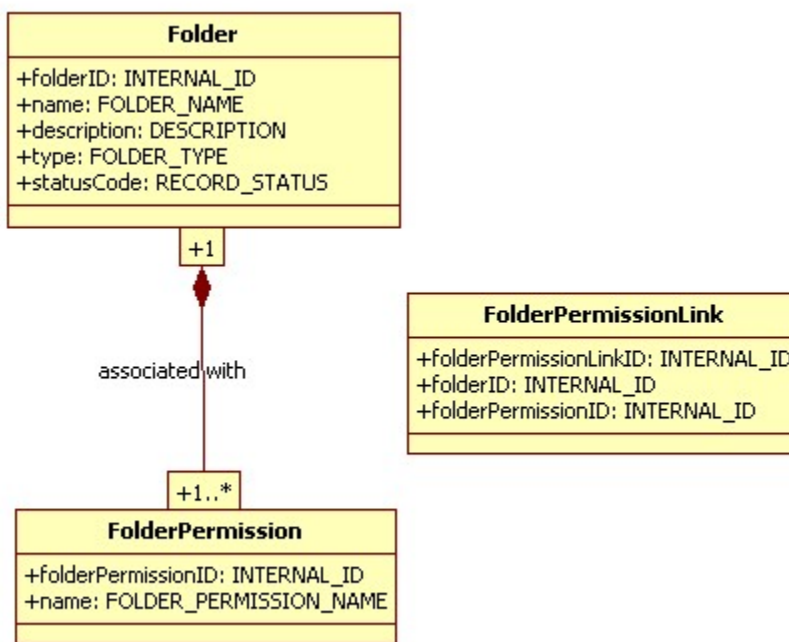 Folder
+folderID: INTERNAL_ID
+name: FOLDER_NAME
+description: DESCRIPTION
+type: FOLDER_TYPE
+statusCode: RECORD_STATUS
+1
associated with
FolderPermissionLink
+folderPermissionLinkID: INTERNAL_ID
+folderID: INTERNAL_ID
+folderPermissionID: INTERNAL_ID
+1..*
FolderPermission
+folderPermissionID: INTERNAL_ID
+name: FOLDER_PERMISSION_NAME